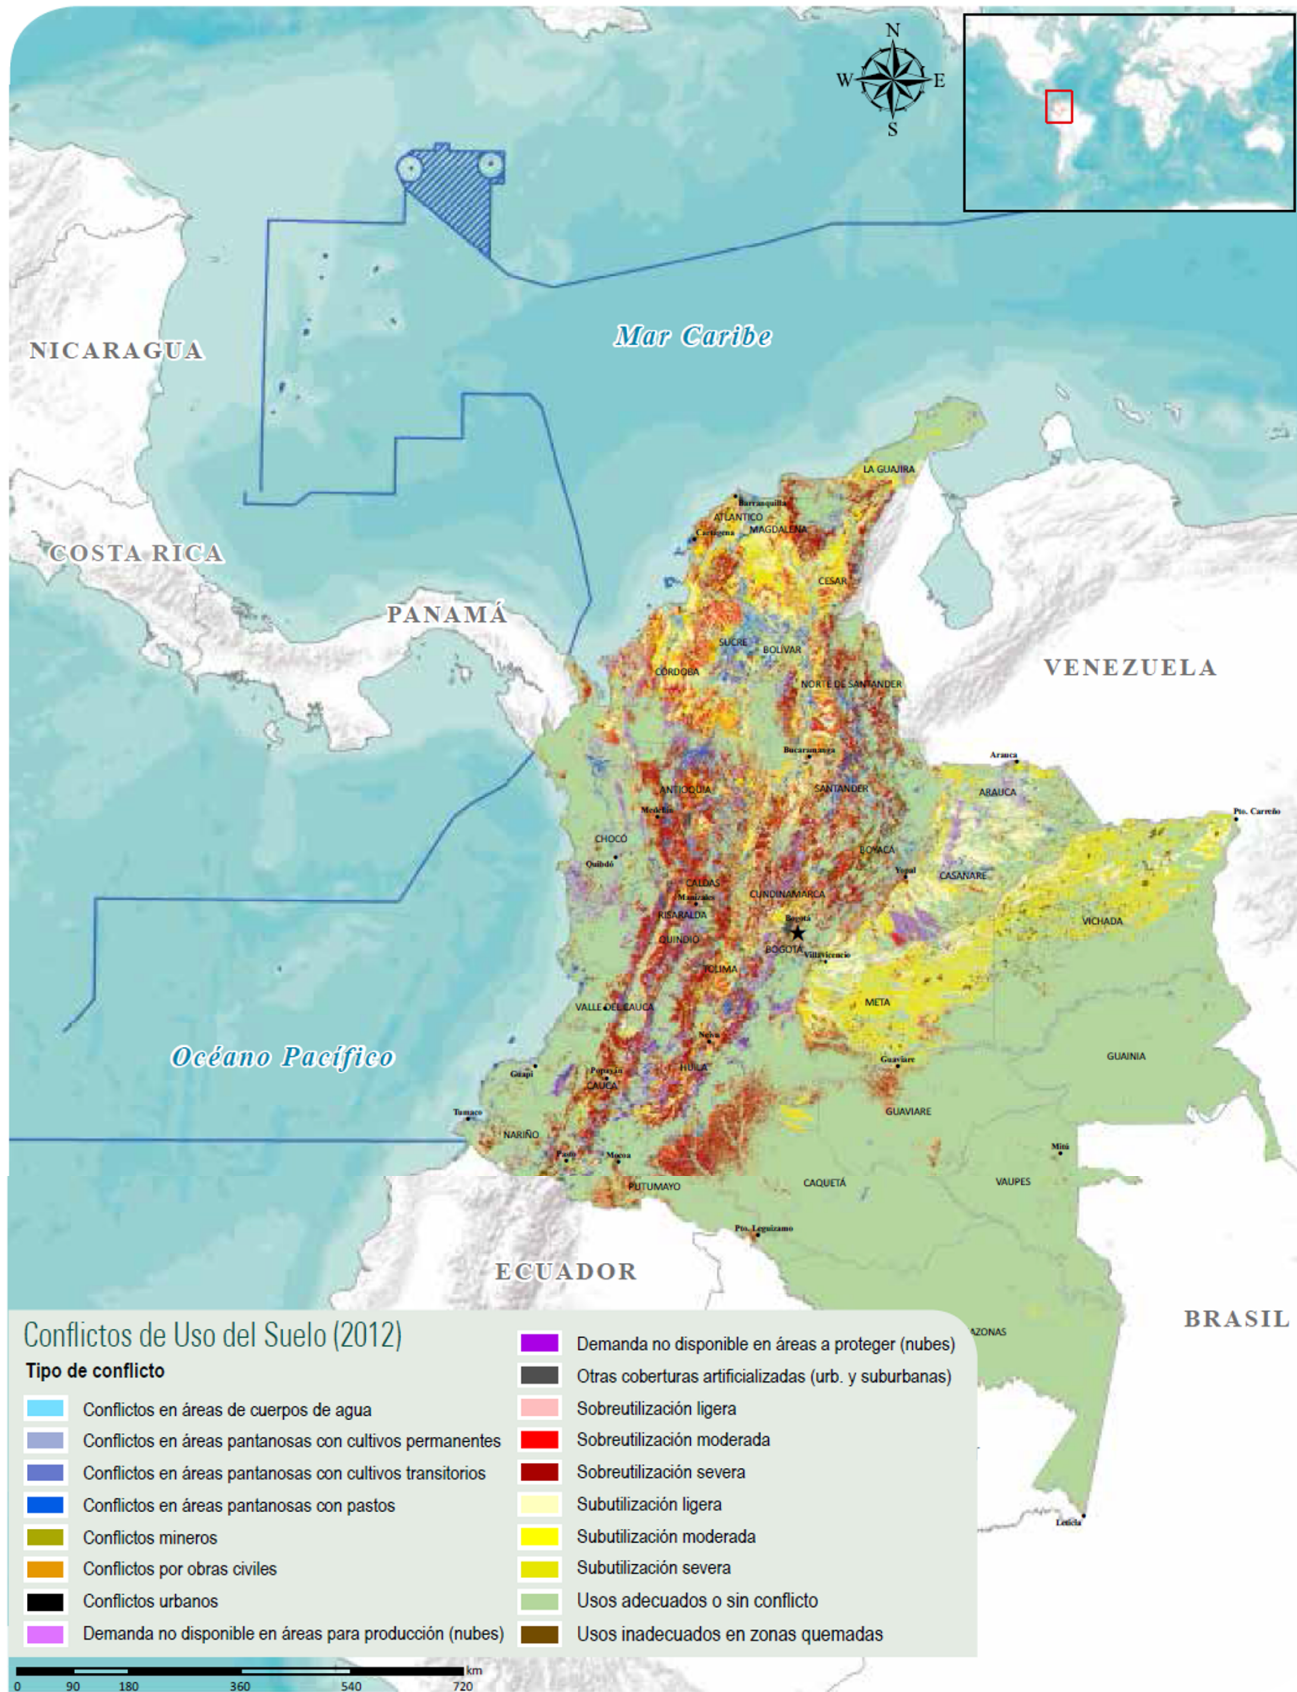 N
W E
S
Mar Caribe
NICARAGUA
LA GUAJIRA
Barranquilla
ATLANTICO
MAGDALENA
Cartagena
COSTA RICA
CESAR
PANAMÁ
SUCRE
BOLIVAR
VENEZUELA
CÓRDOBA
NORTE DE SANTANDER
Bucaramanga
Arauca
ANTIOQUIA
SANTANDER
ARAUCA
Medellín
Pto. Carreño
CHOCÓ
BOYACÁ
Quibdó
Yopal
CASANARE
CALDAS
CUNDINAMARCA
Manizales
RISARALDA
Bogotá
VICHADA
QUINDIO
BOGOTÁ
Villavicencio
TOLIMA
META
VALLE DEL CAUCA
Neiva
Océano Pacífico
GUAINIA
Guaviare
Guapi
Popayán
HUILA
CAUCA
Tumaco
GUAVIARE
NARIÑO
Mitú
Pasto
Mocoa
PUTUMAYO
CAQUETÁ
VAUPES
Pto. Leguizamo
ECUADOR
BRASIL
AZONAS
Leticia
Conflictos de Uso del Suelo (2012)
Tipo de conflicto
Conflictos en áreas de cuerpos de agua
Conflictos en áreas pantanosas con cultivos permanentes
Conflictos en áreas pantanosas con cultivos transitorios
Conflictos en áreas pantanosas con pastos
Conflictos mineros
Conflictos por obras civiles
Conflictos urbanos
Demanda no disponible en áreas para producción (nubes)
Demanda no disponible en áreas a proteger (nubes)
Otras coberturas artificializadas (urb. y suburbanas)
Sobreutilización ligera
Sobreutilización moderada
Sobreutilización severa
Subutilización ligera
Subutilización moderada
Subutilización severa
Usos adecuados o sin conflicto
Usos inadecuados en zonas quemadas
km
0 90 180 360 540 720